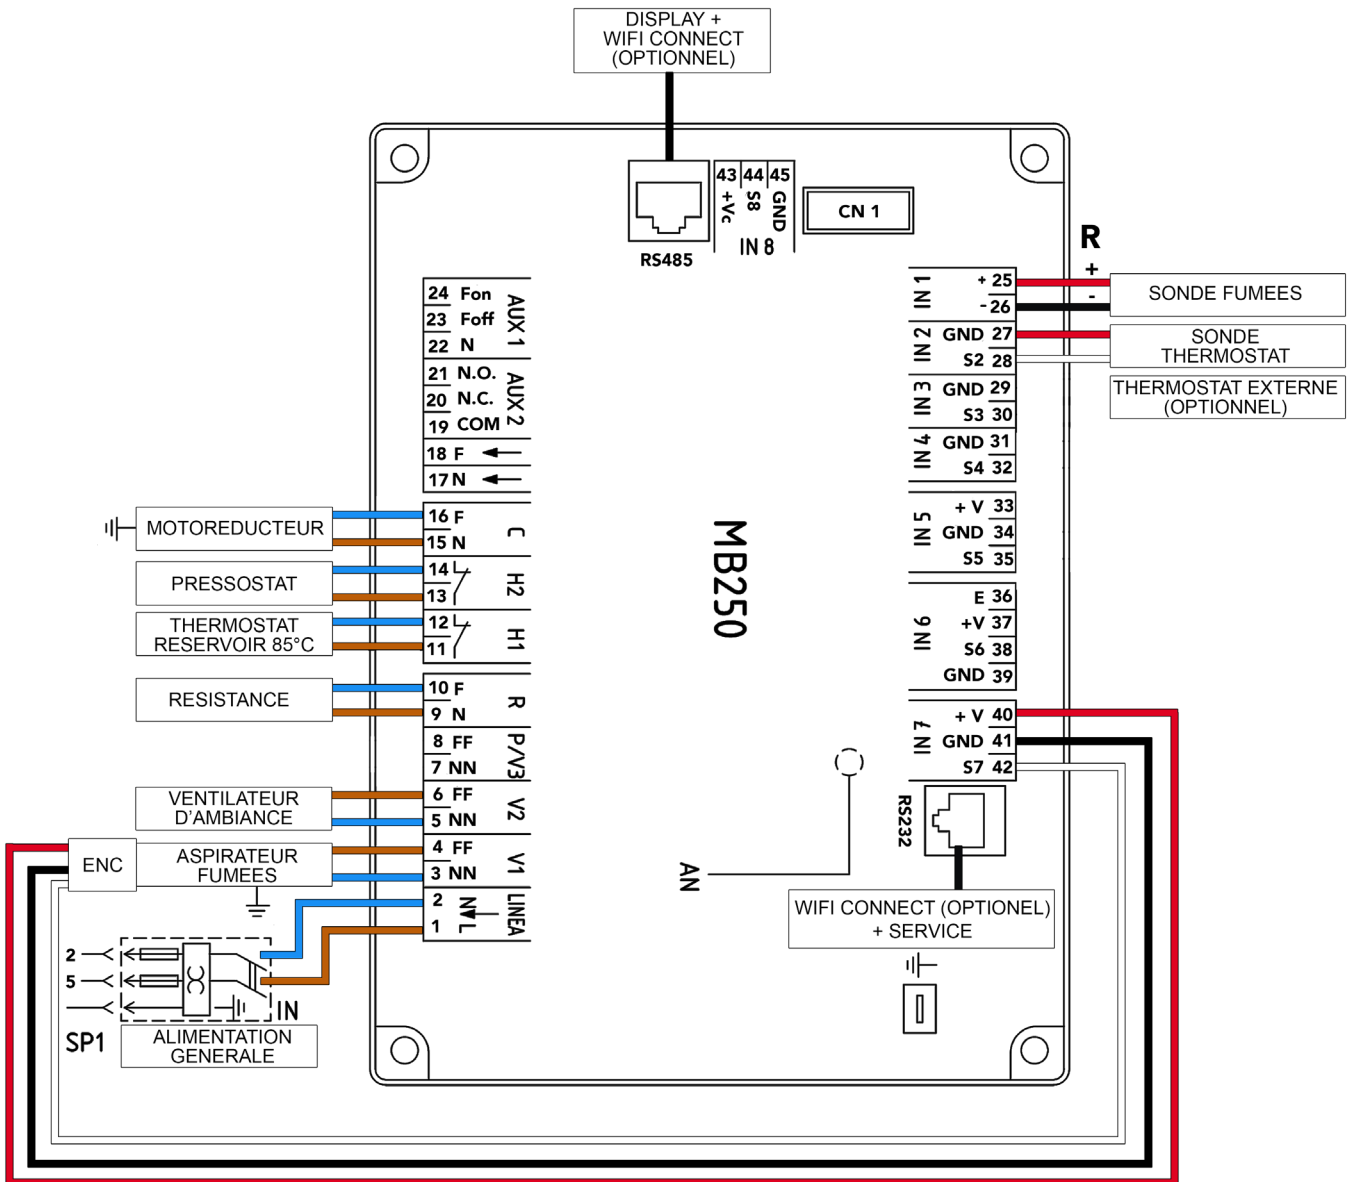 DISPLAY +
WIFI CONNECT
(OPTIONNEL)
43 44 45
+Vc S8 GND
IN 8
RS485
CN 1
R
+
-
24 Fon
23 Foff
22 N
AUX 1
21 N.O.
20 N.C.
19 COM
AUX 2
18 F
17 N
16 F
15 N
C
14
13
H2
12
11
H1
10 F
9 N
R
8 FF
7 NN
P/V3
6 FF
5 NN
V2
4 FF
3 NN
V1
2 N
1 L
LINEA
MOTOREDUCTEUR
PRESSOSTAT
THERMOSTAT
RESERVOIR 85°C
RESISTANCE
VENTILATEUR
D'AMBIANCE
ENC
ASPIRATEUR
FUMEES
2
5
SP1
IN
ALIMENTATION
GENERALE
MB250
AN
IN 1
+ 25
- 26
IN 2
GND 27
S2 28
IN 3
GND 29
S3 30
IN 4
GND 31
S4 32
IN 5
+ V 33
GND 34
S5 35
IN 6
E 36
+V 37
S6 38
GND 39
IN 7
+ V 40
GND 41
S7 42
SONDE FUMEES
SONDE
THERMOSTAT
THERMOSTAT EXTERNE
(OPTIONNEL)
RS232
WIFI CONNECT (OPTIONEL)
+ SERVICE